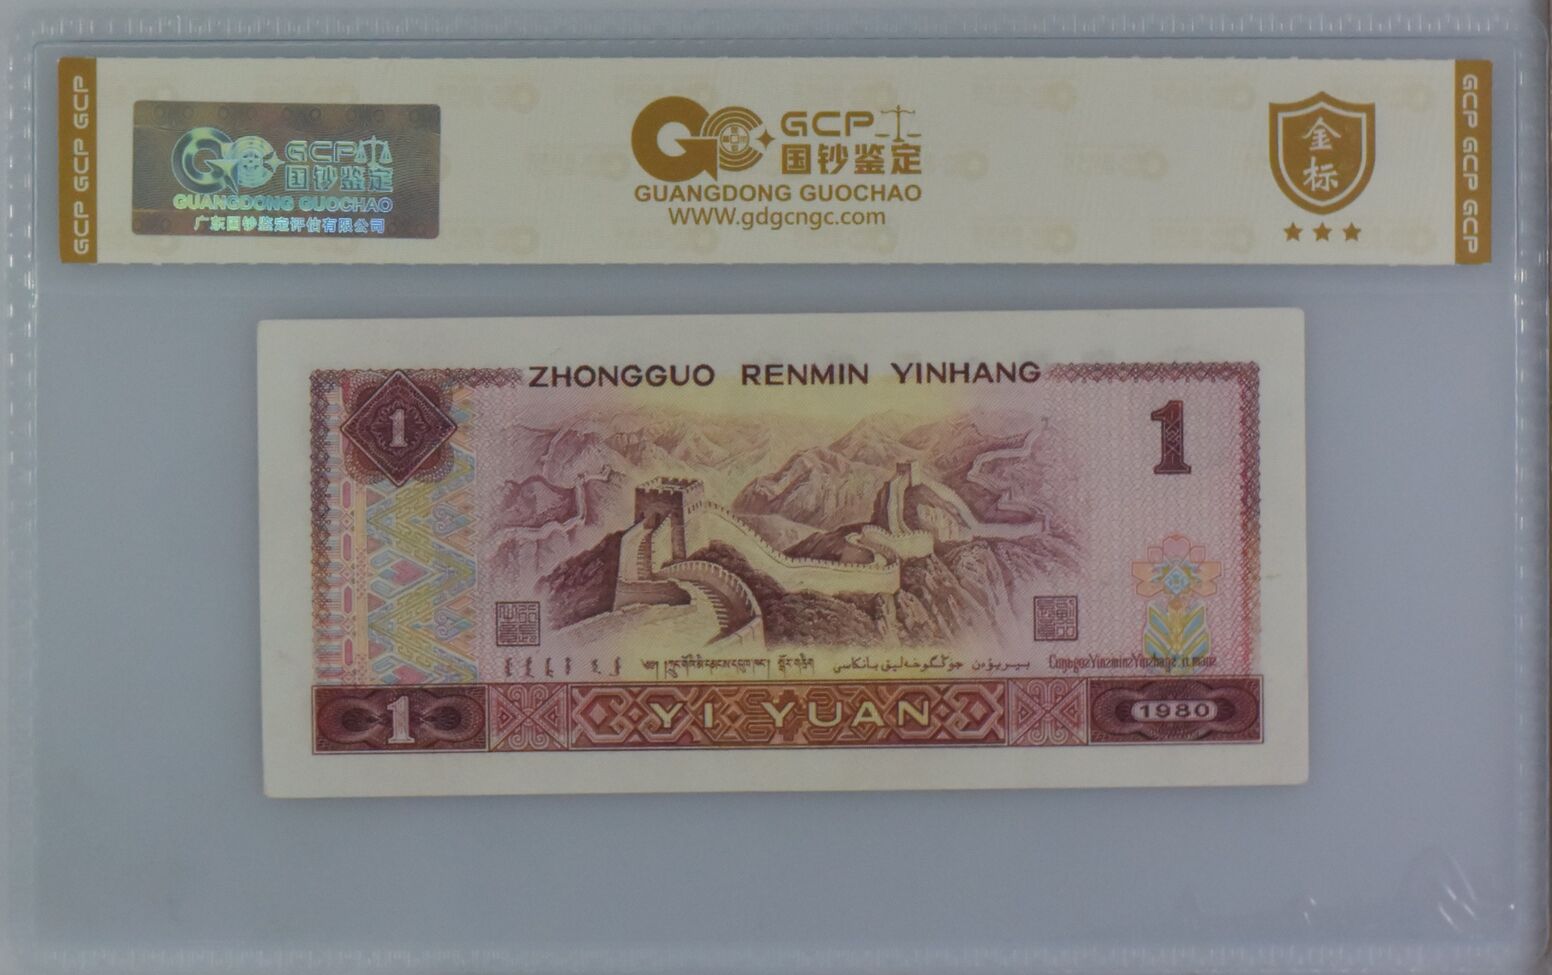 GCP GCP GCP
GCP
国钞鉴定
GUANGDONG GUOCHAO
广东国钞鉴定评估有限公司
GCP
国钞鉴定
GUANGDONG GUOCHAO
WWW.gdgcngc.com
金标
GCP GCP GCP
ZHONGGUO RENMIN YINHANG
1
1
1
YI YUAN
1980